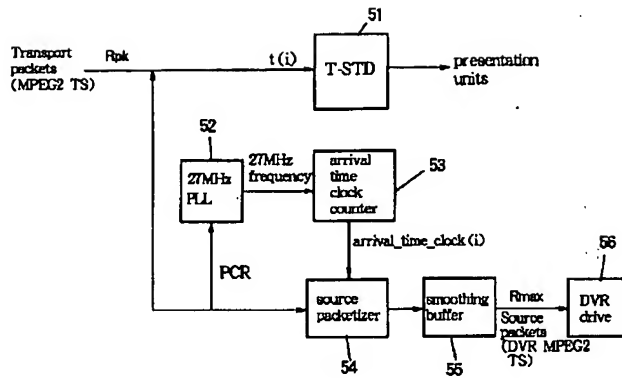 51
Transport
packets
(MPEG2 TS)
Rpk
t(i)
T-STD
presentation
units
52
27MHz
PLL
27MHz
frequency
arrival
time
clock
counter
53
arrival_time_clock(i)
PCR
56
source
packetizer
smoothing
buffer
Rmax
Source
packets
(DVR MPEG2
TS)
DVR
drive
54
55